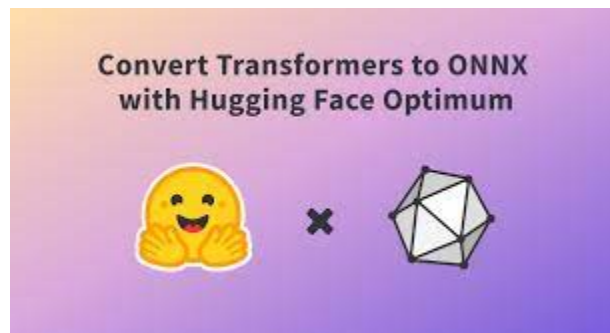 Convert Transformers to ONNX
with Hugging Face Optimum